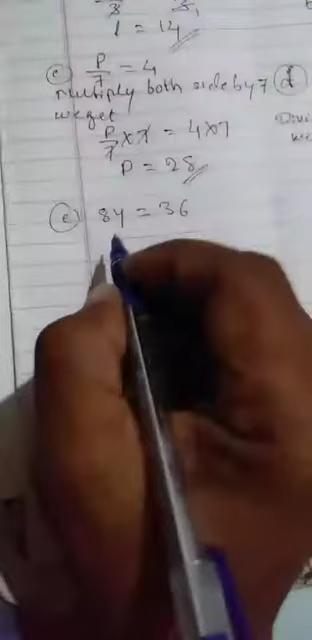 l = 14
(c) P/7 = 4 (d)
multiply both side by 7
we get
P/7 × 7 = 4×7
P = 28
(e) 8y = 36